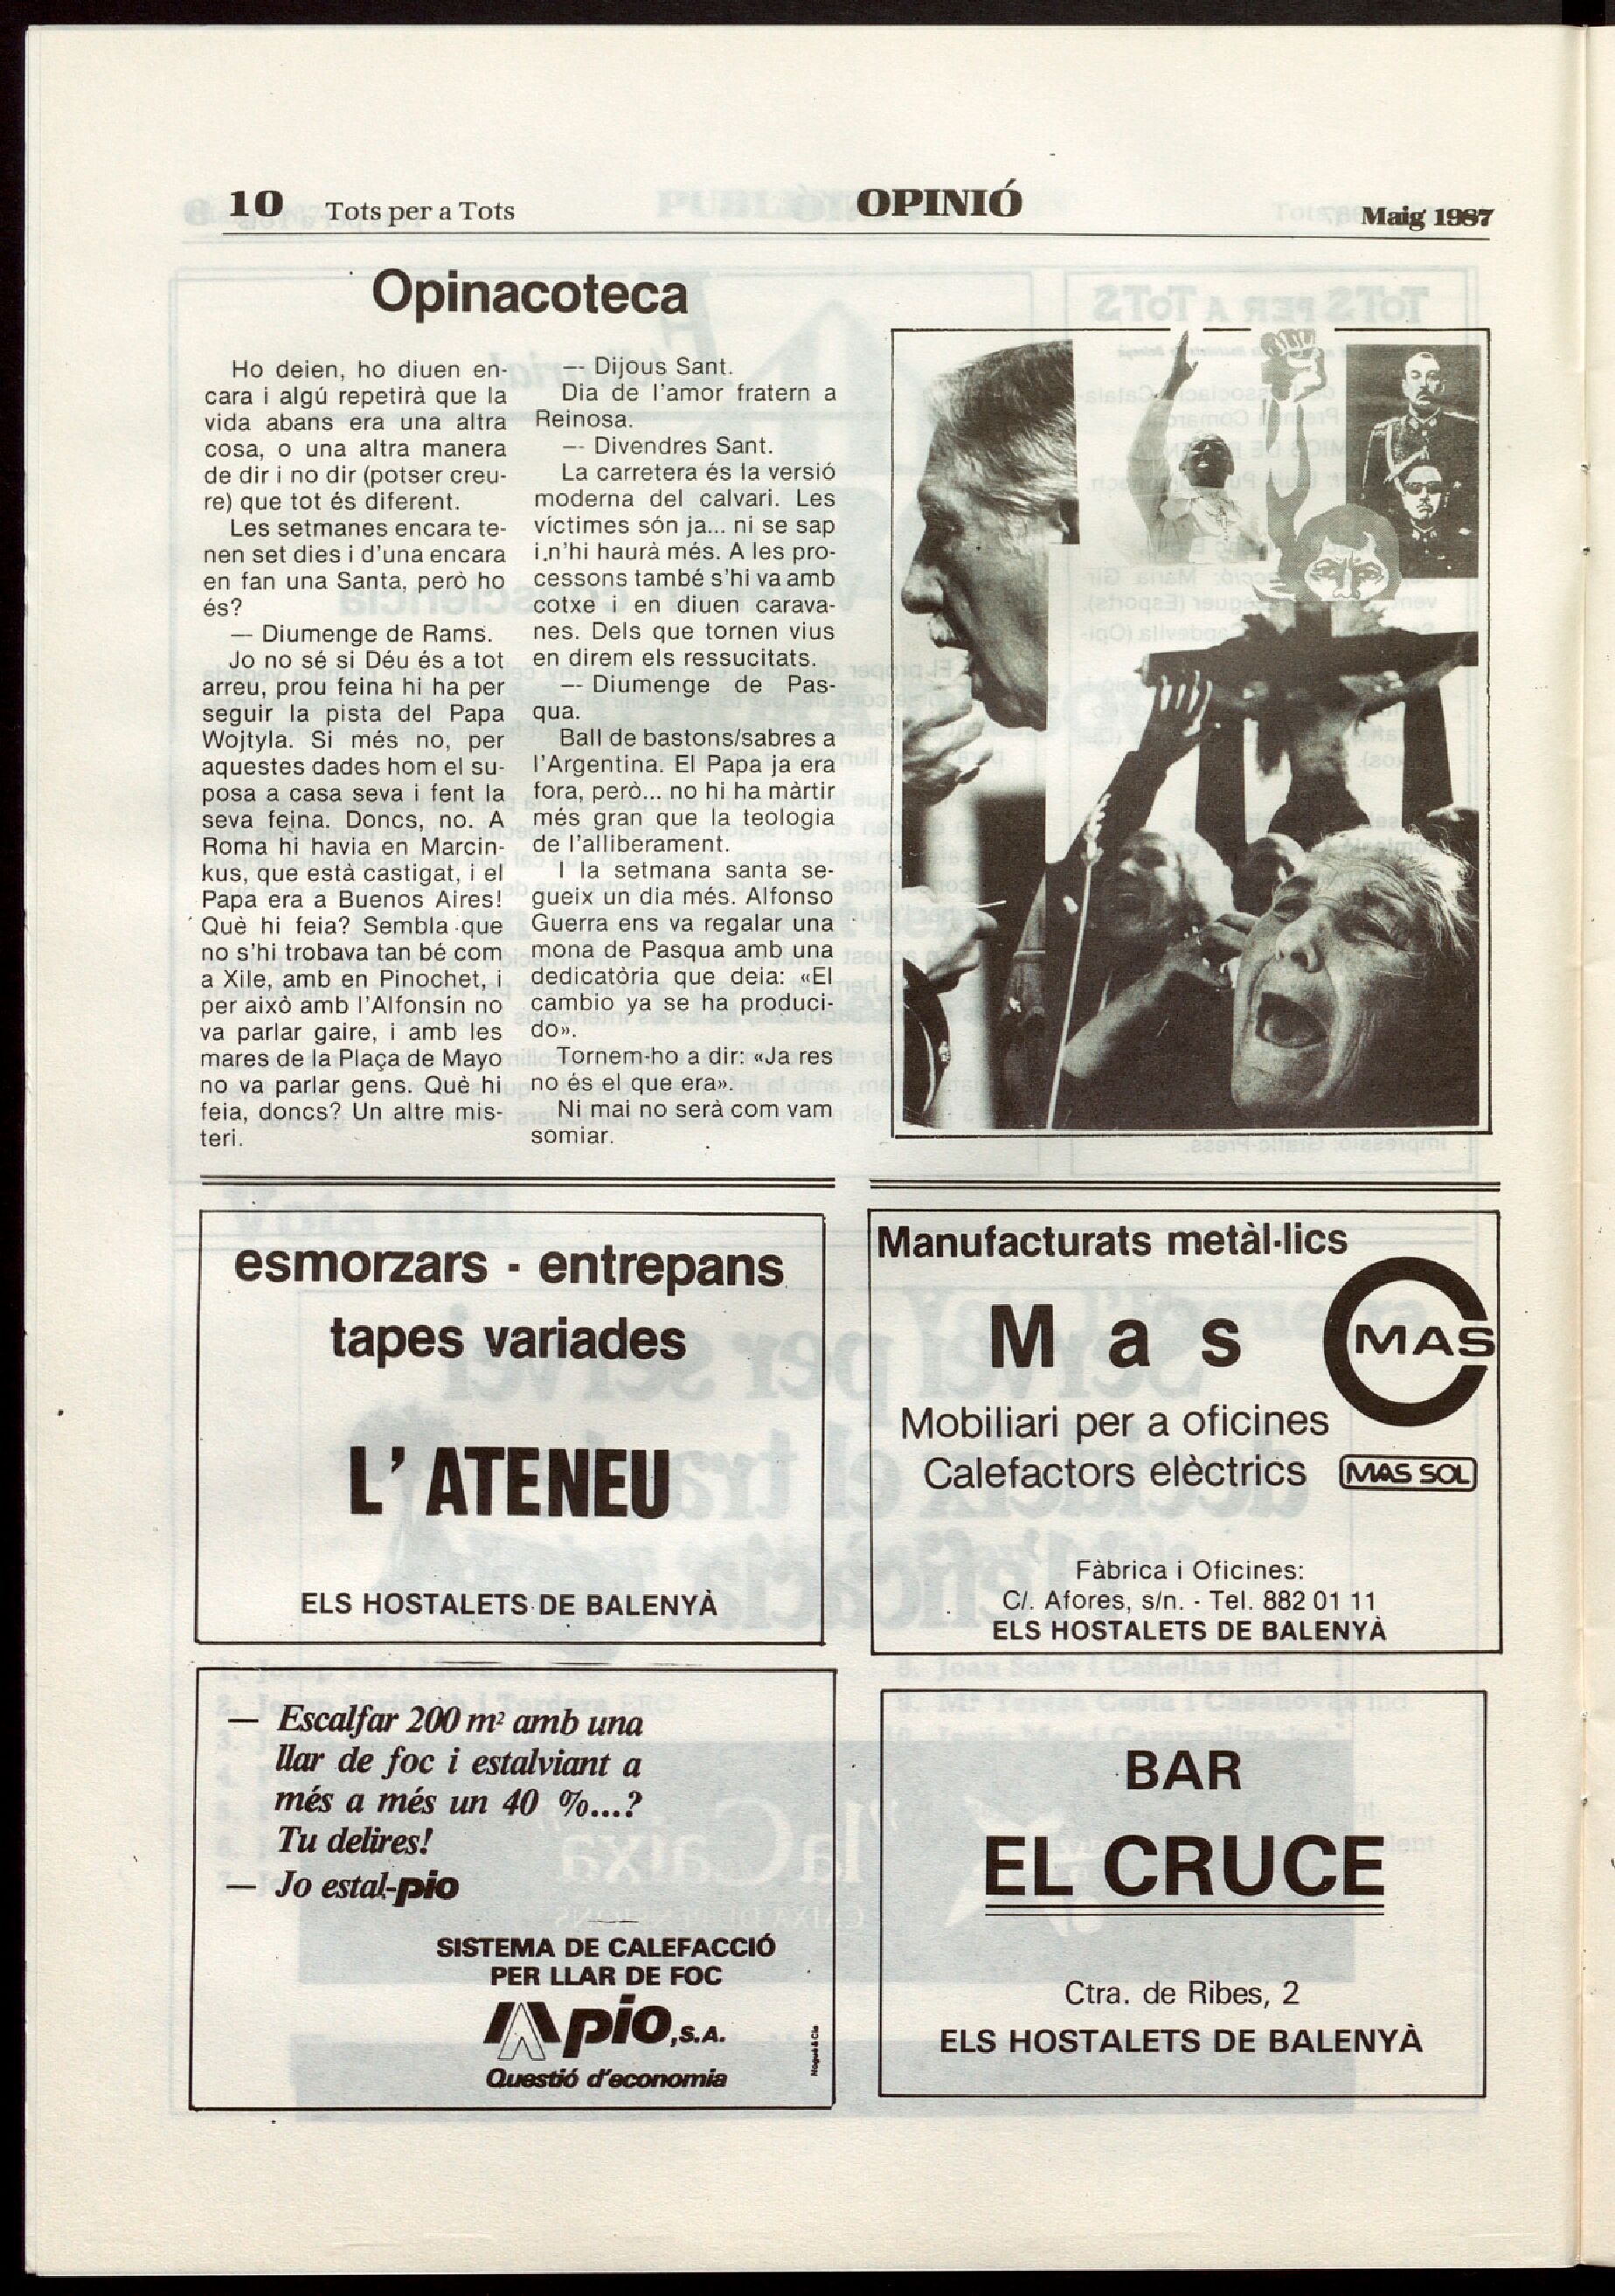 10 Tots per a Tots
OPINIÓ
Maig 1987
Opinacoteca
Ho deien, ho diuen en-
cara i algú repetirà que la
vida abans era una altra
cosa, o una altra manera
de dir i no dir (potser creu-
re) que tot és diferent.
Les setmanes encara te-
nen set dies i d'una encara
en fan una Santa, però ho
és?
— Diumenge de Rams.
Jo no sé si Déu és a tot
arreu, prou feina hi ha per
seguir la pista del Papa
Wojtyla. Si més no, per
aquestes dades hom el su-
posa a casa seva i fent la
seva feina. Doncs, no. A
Roma hi havia en Marcin-
kus, que està castigat, i el
Papa era a Buenos Aires!
Què hi feia? Sembla que
no s'hi trobava tan bé com
a Xile, amb en Pinochet, i
per això amb l'Alfonsin no
va parlar gaire, i amb les
mares de la Plaça de Mayo
no va parlar gens. Què hi
feia, doncs? Un altre mis-
teri.
— Dijous Sant.
Dia de l'amor fratern a
Reinosa.
— Divendres Sant.
La carretera és la versió
moderna del calvari. Les
víctimes són ja... ni se sap
i n'hi haurà més. A les pro-
cessons també s'hi va amb
cotxe i en diuen carava-
nes. Dels que tornen vius
en direm els ressucitats.
— Diumenge de Pas-
qua.
Ball de bastons/sabres a
l'Argentina. El Papa ja era
fora, però... no hi ha màrtir
més gran que la teologia
de l'alliberament.
I la setmana santa se-
gueix un dia més. Alfonso
Guerra ens va regalar una
mona de Pasqua amb una
dedicatòria que deia: «El
cambio ya se ha produci-
do».
Tornem-ho a dir: «Ja res
no és el que era».
Ni mai no serà com vam
somiar.
esmorzars - entrepans
tapes variades
L'ATENEU
ELS HOSTALETS DE BALENYÀ
Manufacturats metàl·lics
Mas
MAS
Mobiliari per a oficines
Calefactors elèctrics MAS SOL
Fàbrica i Oficines:
C/. Afores, s/n. - Tel. 882 01 11
ELS HOSTALETS DE BALENYÀ
— Escalfar 200 m² amb una
llar de foc i estalviant a
més a més un 40 %...?
Tu delires!
— Jo estal-pio
SISTEMA DE CALEFACCIÓ
PER LLAR DE FOC
pio,S.A.
Questió d'economia
Nogué & Cia
BAR
EL CRUCE
Ctra. de Ribes, 2
ELS HOSTALETS DE BALENYÀ